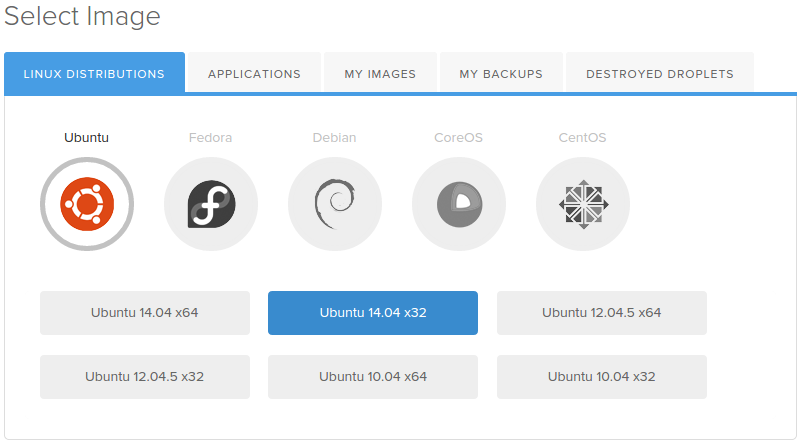 Select Image
LINUX DISTRIBUTIONS APPLICATIONS MY IMAGES MY BACKUPS DESTROYED DROPLETS
Ubuntu Fedora Debian CoreOS CentOS
Ubuntu 14.04 x64 Ubuntu 14.04 x32 Ubuntu 12.04.5 x64
Ubuntu 12.04.5 x32 Ubuntu 10.04 x64 Ubuntu 10.04 x32